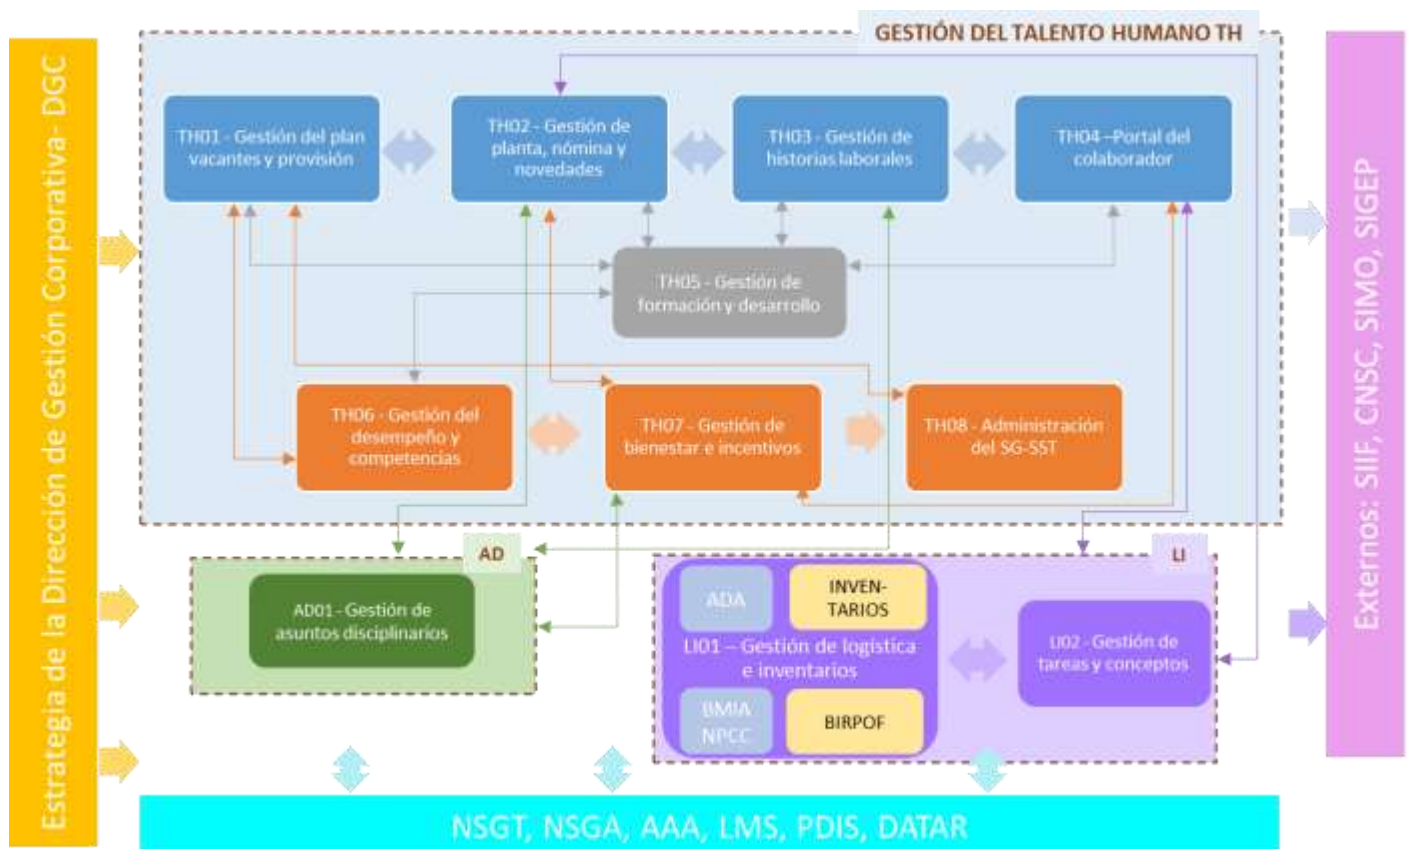 Estrategia de la Dirección de Gestión Corporativa- DGC
GESTIÓN DEL TALENTO HUMANO TH
TH01 - Gestión del plan
vacantes y provisión
TH02 - Gestión de
planta, nómina y
novedades
TH03 - Gestión de
historias laborales
TH04 –Portal del
colaborador
TH05 - Gestión de
formación y desarrollo
TH06 - Gestión del
desempeño y
competencias
TH07 - Gestión de
bienestar e incentivos
TH08 - Administración
del SG-SST
AD
AD01 - Gestión de
asuntos disciplinarios
LI
ADA
INVEN-
TARIOS
LI01 – Gestión de logística
e inventarios
BMIA
NPCC
BIRPOF
LI02 - Gestión de
tareas y conceptos
Externos: SIIF, CNSC, SIMO, SIGEP
NSGT, NSGA, AAA, LMS, PDIS, DATAR